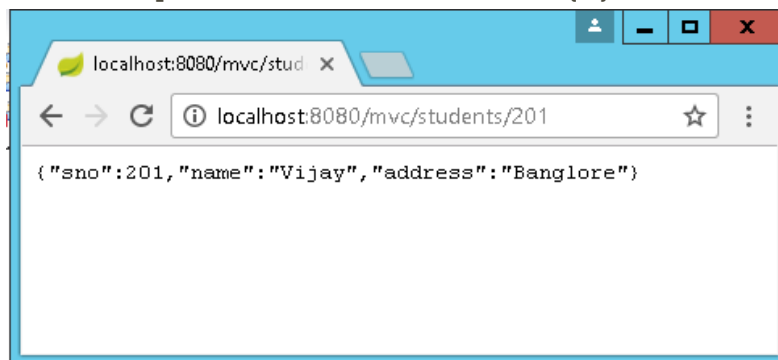 localhost:8080/mvc/stud
localhost:8080/mvc/students/201
{"sno":201,"name":"Vijay","address":"Banglore"}